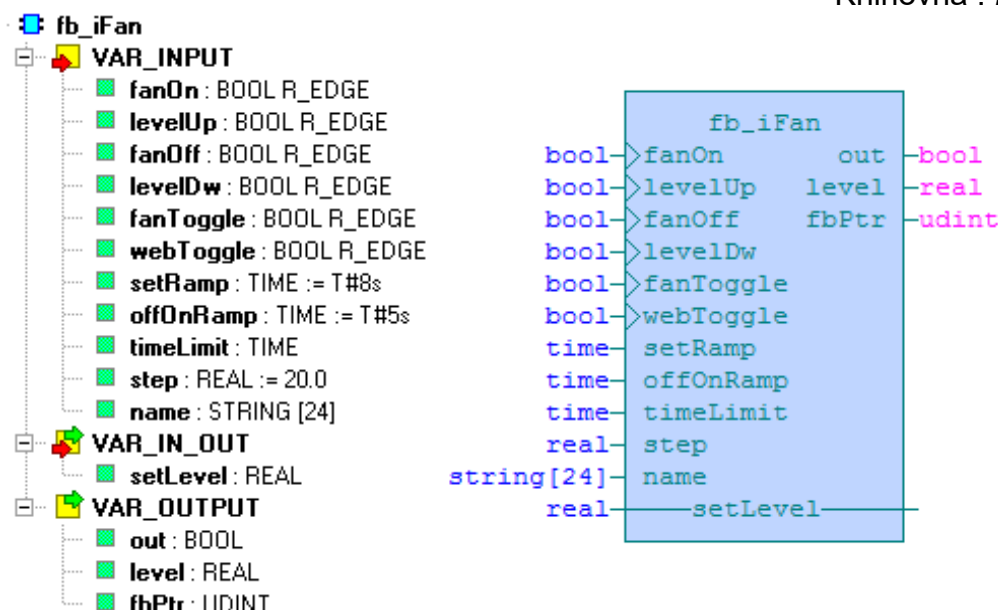 Knihovna :
fb_iFan
VAR_INPUT
fanOn : BOOL R_EDGE
levelUp : BOOL R_EDGE
fanOff : BOOL R_EDGE
levelDw : BOOL R_EDGE
fanToggle : BOOL R_EDGE
webToggle : BOOL R_EDGE
setRamp : TIME := T#8s
offOnRamp : TIME := T#5s
timeLimit : TIME
step : REAL := 20.0
name : STRING [24]
VAR_IN_OUT
setLevel : REAL
VAR_OUTPUT
out : BOOL
level : REAL
fbPtr : UDINT
fb_iFan
bool fanOn out bool
bool levelUp level real
bool fanOff fbPtr udint
bool levelDw
bool fanToggle
bool webToggle
time setRamp
time offOnRamp
time timeLimit
real step
string[24] name
real setLevel